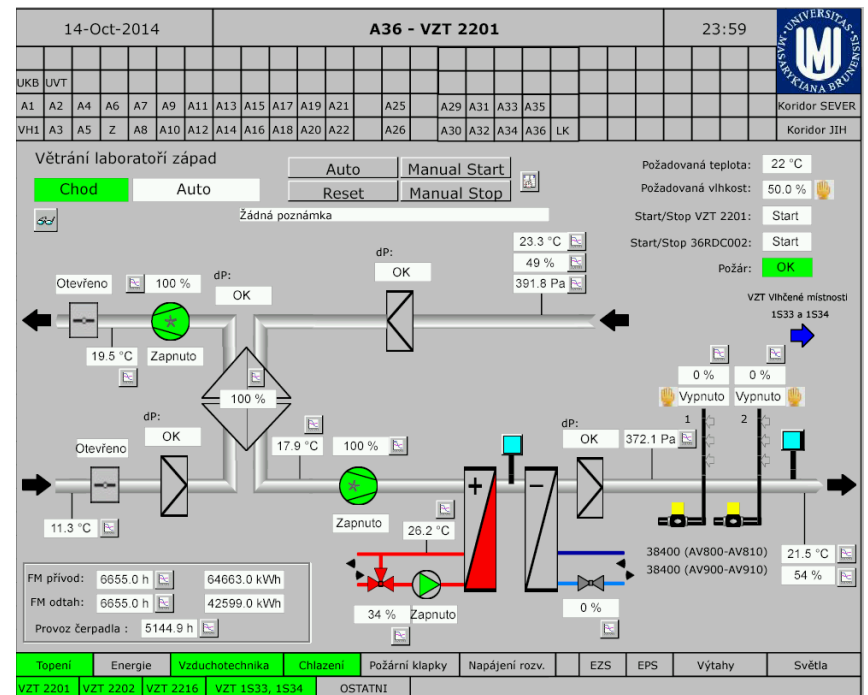 14-Oct-2014 A36 - VZT 2201 23:59
UNIVERSITAS
MASARYKIANA BRUNENSIS
UKB UVT
A1 A2 A4 A6 A7 A9 A11 A13 A15 A17 A19 A21 A25 A29 A31 A33 A35 Koridor SEVER
VH1 A3 A5 Z A8 A10 A12 A14 A16 A18 A20 A22 A26 A30 A32 A34 A36 LK Koridor JIH
Větrání laboratoří západ
Auto Manual Start
Požadovaná teplota: 22 °C
Chod Auto
Reset Manual Stop
Požadovaná vlhkost: 50.0 %
Žádná poznámka
Start/Stop VZT 2201: Start
23.3 °C
Start/Stop 36RDC002: Start
dP:
49 %
Požár: OK
OK
391.8 Pa
Otevřeno 100 % dP:
OK
VZT Vlhčené místnosti
1S33 a 1S34
19.5 °C Zapnuto
0 % 0 %
100 %
Vypnuto Vypnuto
dP:
OK
1 2
dP:
OK
372.1 Pa
Otevřeno
17.9 °C 100 %
+ −
11.3 °C
Zapnuto
26.2 °C
38400 (AV800-AV810)
21.5 °C
38400 (AV900-AV910)
54 %
FM přívod: 6655.0 h 64663.0 kWh
FM odtah: 6655.0 h 42599.0 kWh
34 % Zapnuto
0 %
Provoz čerpadla : 5144.9 h
Topení Energie Vzduchotechnika Chlazení Požární klapky Napájení rozv. EZS EPS Výtahy Světla
VZT 2201 VZT 2202 VZT 2216 VZT 1S33, 1S34 OSTATNI